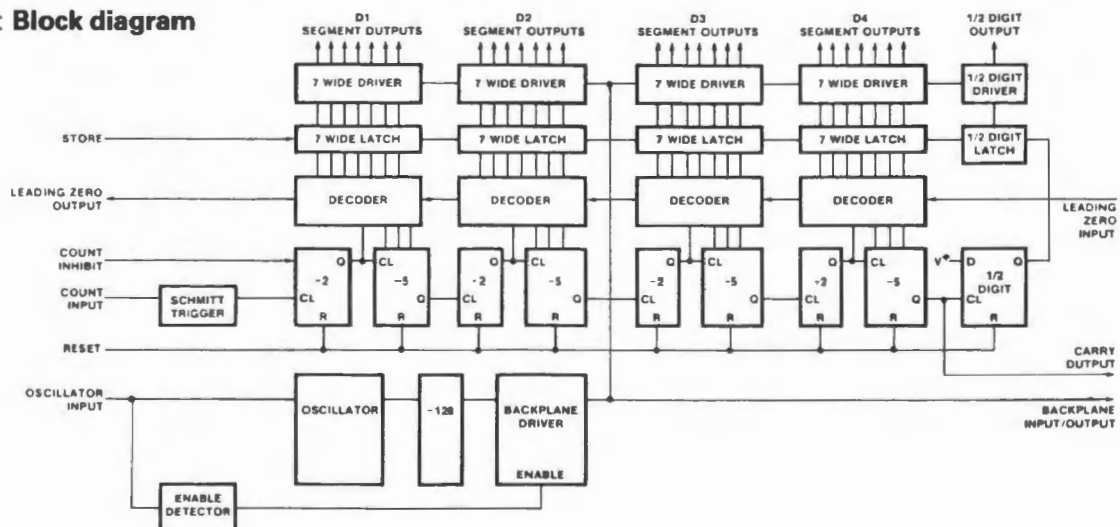 : Block diagram
D1 SEGMENT DUTPUTS
D2 SEGMENT OUTPUTS
D3 SEGMENT OUTPUTS
D4 SEGMENT OUTPUTS
1/2 DIGIT OUTPUT
7 WIDE DRIVER
7 WIDE DRIVER
7 WIDE DRIVER
7 WIDE DRIVER
1/2 DIGIT DRIVER
STORE
7 WIDE LATCH
7 WIDE LATCH
7 WIDE LATCH
7 WIDE LATCH
1/2 DIGIT LATCH
LEADING ZERO OUTPUT
DECODER
DECODER
DECODER
DECODER
LEADING ZERO INPUT
COUNT INHIBIT
Q CL
Q CL
Q CL
Q CL
V+ D Q
÷2 ÷5
÷2 ÷5
÷2 ÷5
÷2 ÷5
1/2 DIGIT
COUNT INPUT
SCHMITT TRIGGER
CL Q
CL Q
CL Q
CL Q
CL
R R
R R
R R
R R
R
RESET
CARRY DUTPUT
OSCILLATOR INPUT
OSCILLATOR
÷128
BACKPLANE DRIVER
BACKPLANE INPUT/OUTPUT
ENABLE
ENABLE DETECTOR